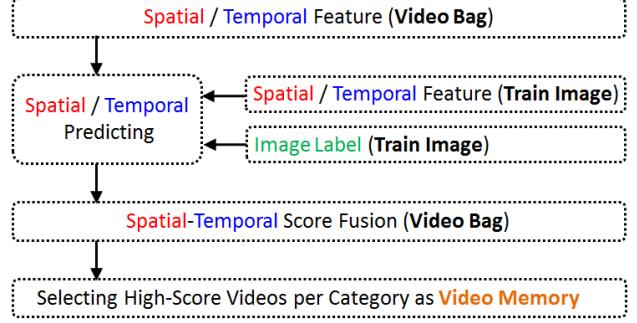 Spatial / Temporal Feature (Video Bag)
Spatial / Temporal
Predicting
Spatial / Temporal Feature (Train Image)
Image Label (Train Image)
Spatial-Temporal Score Fusion (Video Bag)
Selecting High-Score Videos per Category as Video Memory